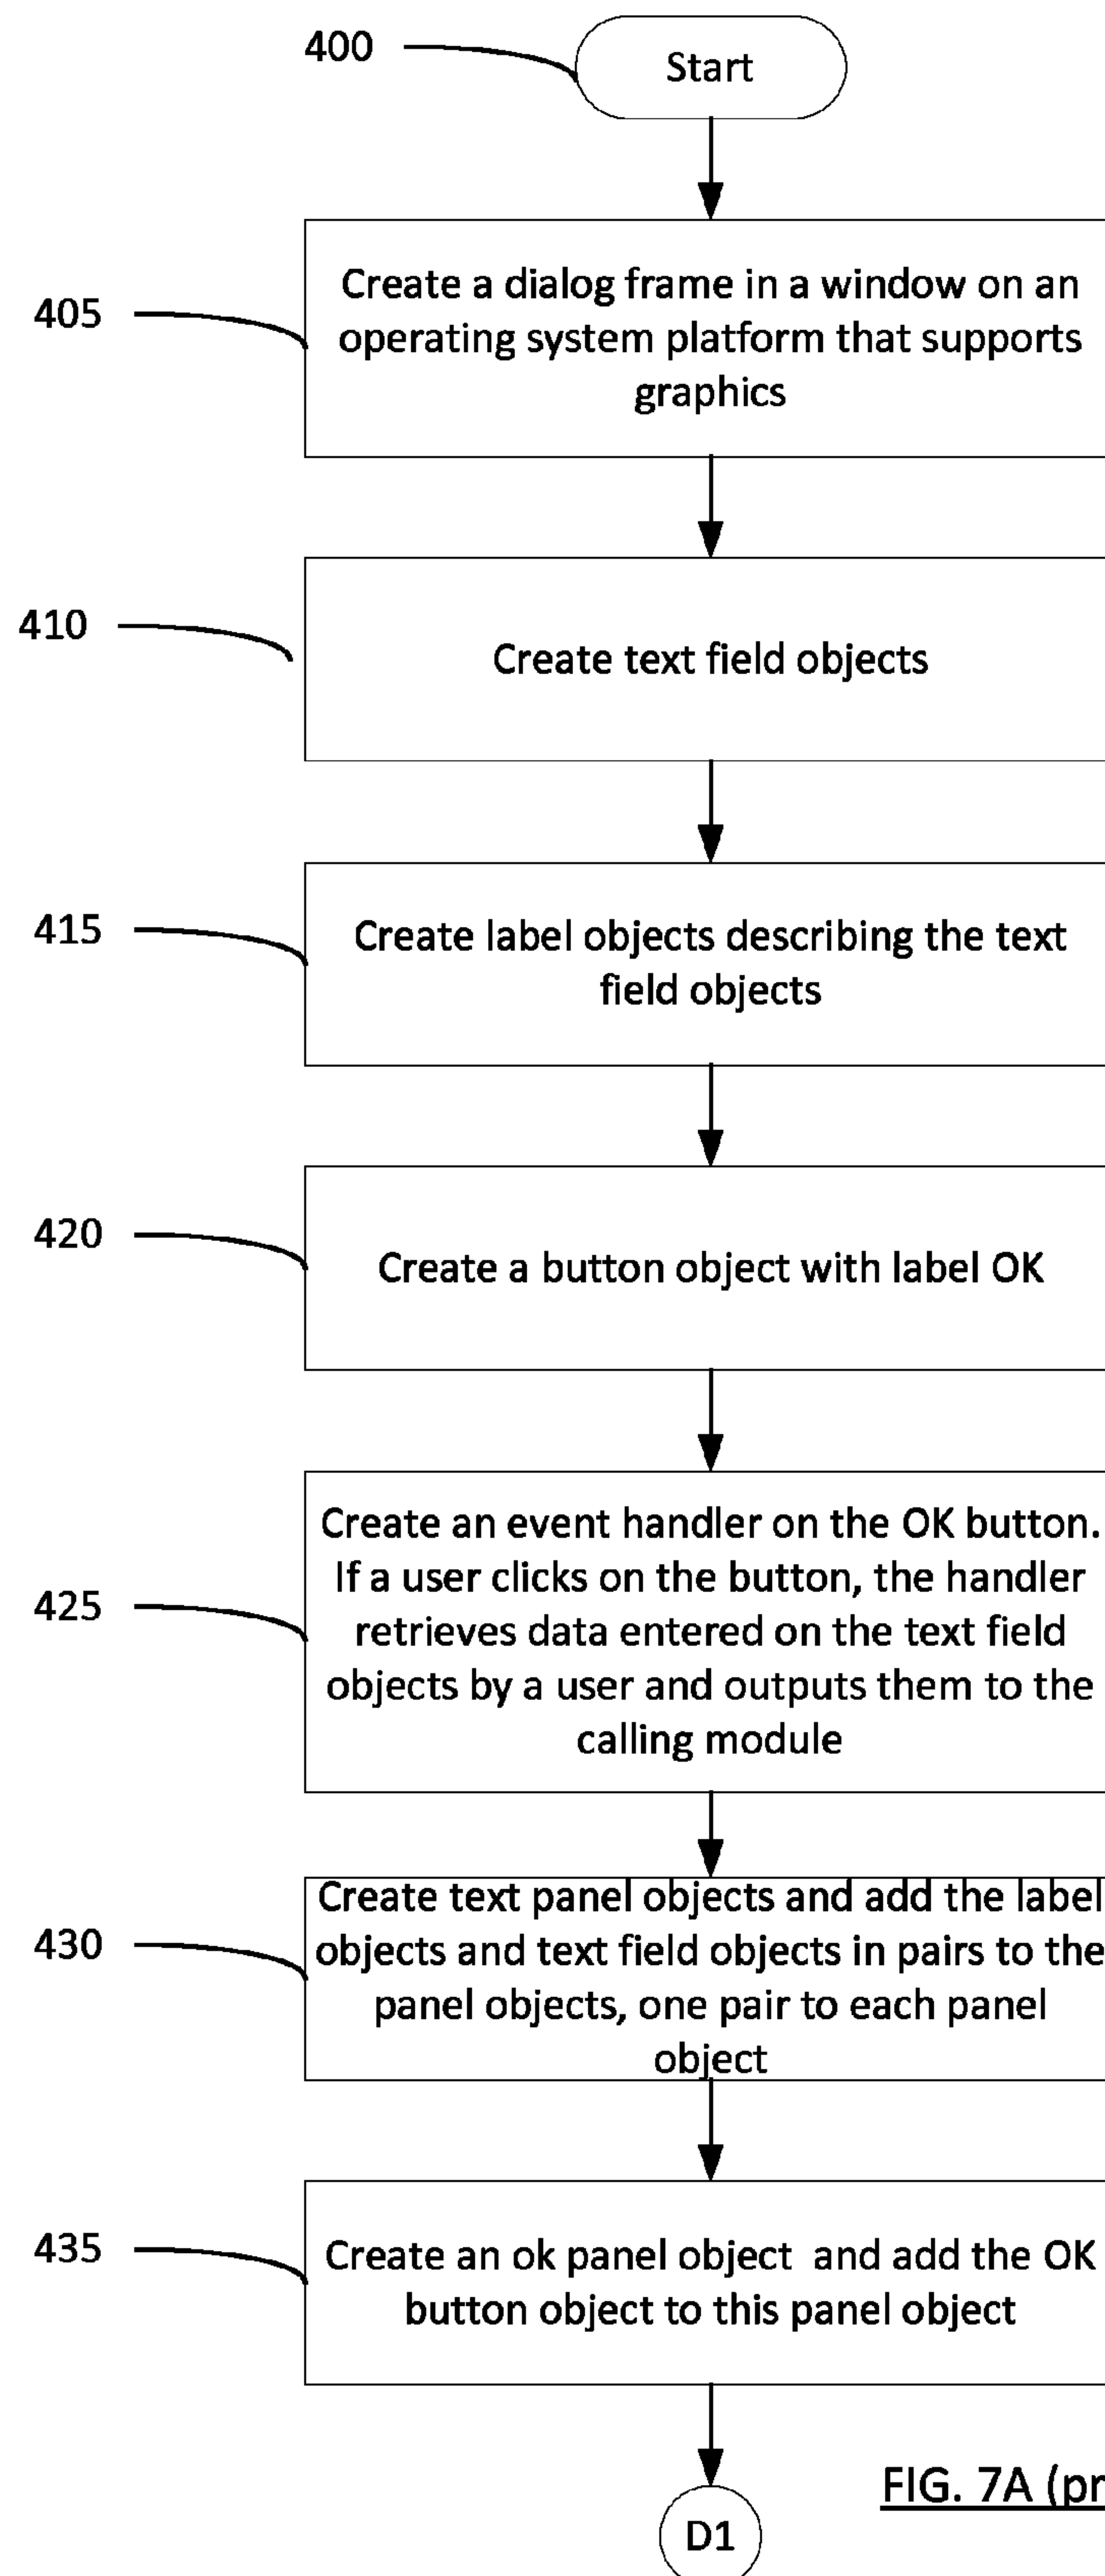 400
Start
405
Create a dialog frame in a window on an
operating system platform that supports
graphics
410
Create text field objects
415
Create label objects describing the text
field objects
420
Create a button object with label OK
425
Create an event handler on the OK button.
If a user clicks on the button, the handler
retrieves data entered on the text field
objects by a user and outputs them to the
calling module
430
Create text panel objects and add the label
objects and text field objects in pairs to the
panel objects, one pair to each panel
object
435
Create an ok panel object and add the OK
button object to this panel object
FIG. 7A (pr
D1